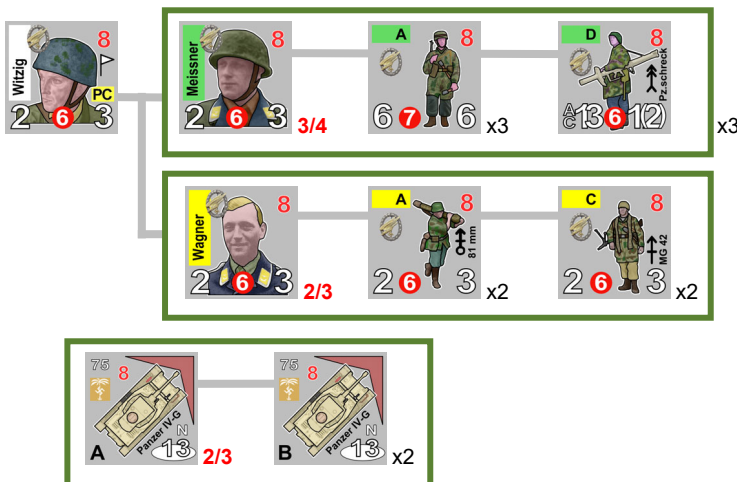 Witzig
8
PC
2 6 3
Meissner
8
2 6 3
3/4
A
8
6 7 6
x3
D
8
Pz.schreck
AC 13 6 1(2)
x3
Wagner
8
2 6 3
2/3
A
8
81 mm
2 6 3
x2
C
8
MG 42
2 6 3
x2
75
8
Panzer IV-G
A
N
13
2/3
75
8
Panzer IV-G
B
N
13
x2